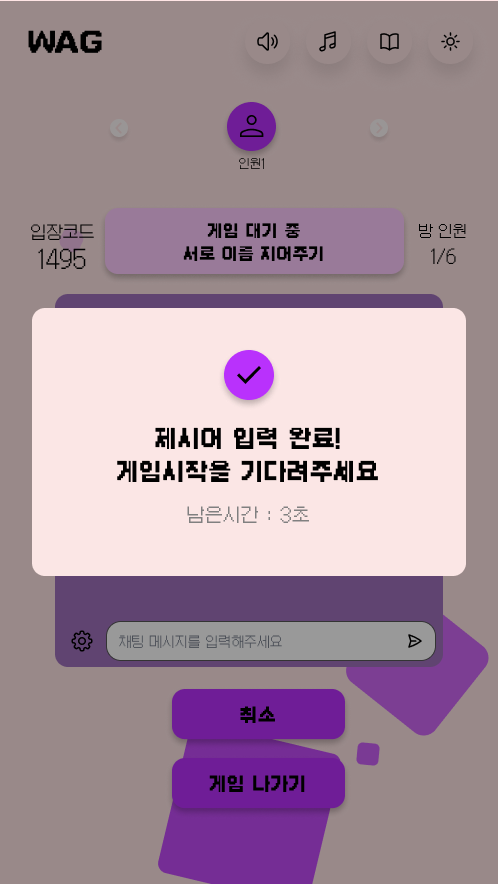 WAG
인원1
입장코드
1495
게임 대기 중
서로 이름 지어주기
방 인원
1/6
제시어 입력 완료!
게임시작을 기다려주세요
남은시간 : 3초
채팅 메시지를 입력해주세요
취소
게임 나가기